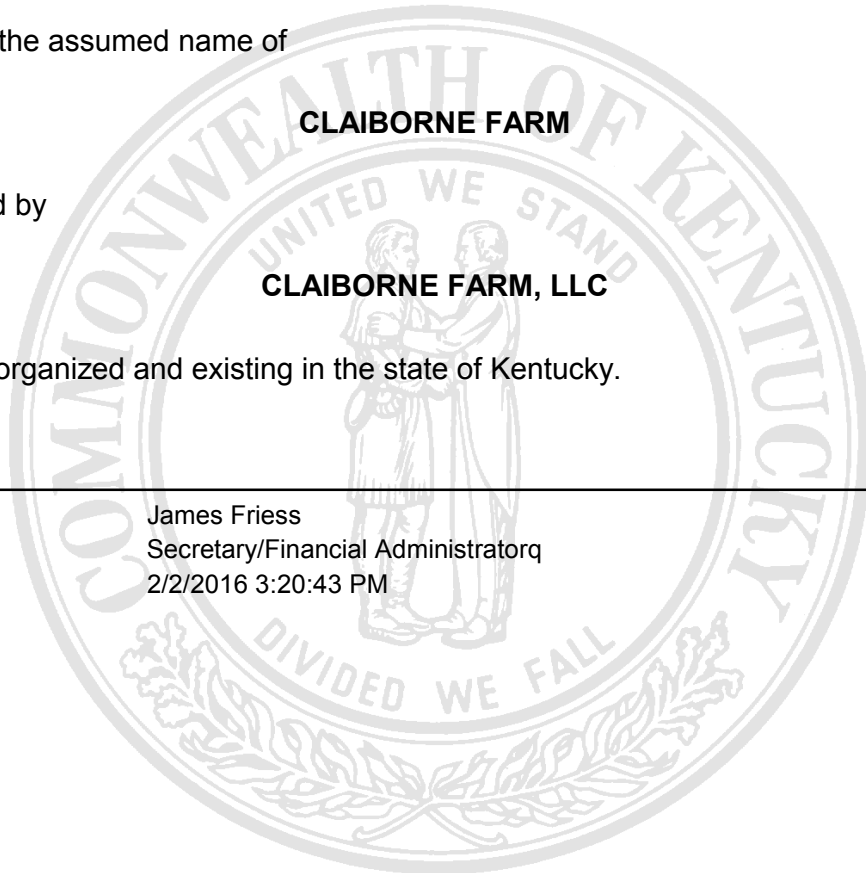 the assumed name of
CLAIBORNE FARM
d by
CLAIBORNE FARM, LLC
organized and existing in the state of Kentucky.
James Friess
Secretary/Financial Administratorq
2/2/2016 3:20:43 PM
COMMONWEALTH OF KENTUCKY
UNITED WE STAND
DIVIDED WE FALL